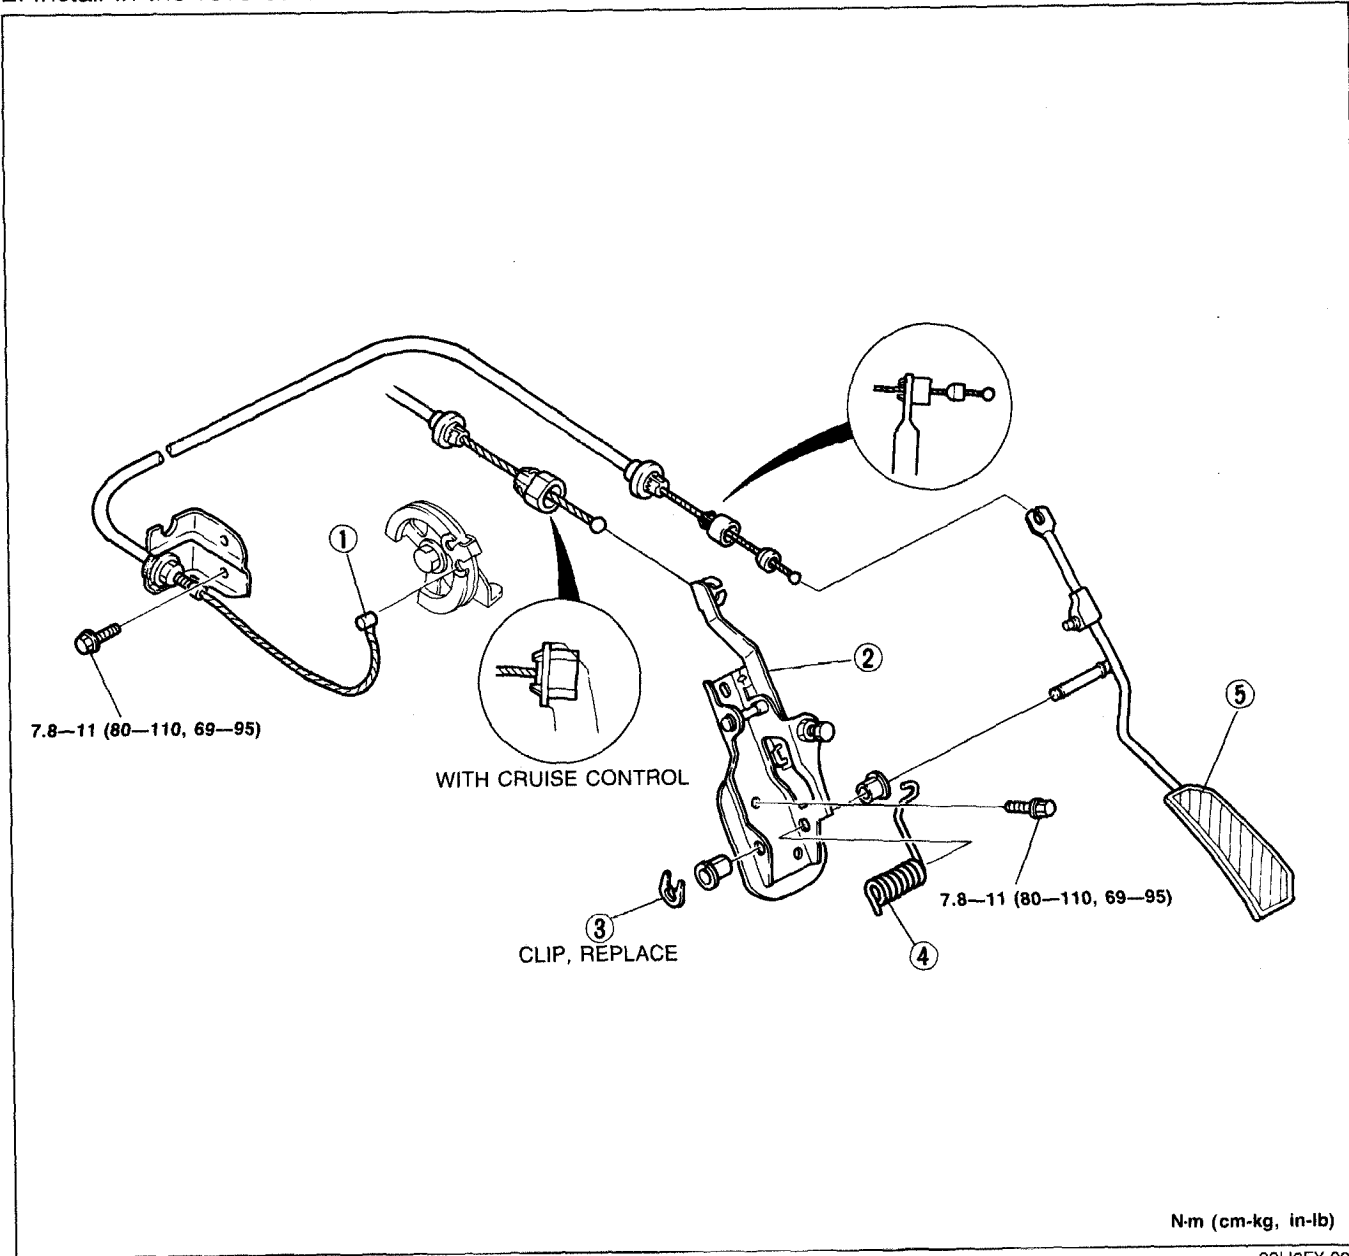 ①
②
⑤
7.8—11 (80—110, 69—95)
WITH CRUISE CONTROL
7.8—11 (80—110, 69—95)
③
CLIP, REPLACE
④
N·m (cm-kg, in-lb)